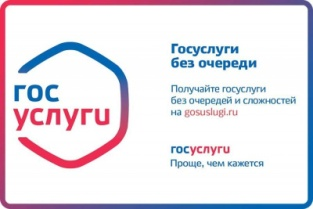 гос
услуги
Госуслуги
без очереди
Получайте госуслуги
без очередей и сложностей
на gosuslugi.ru
госуслуги
Проще, чем кажется